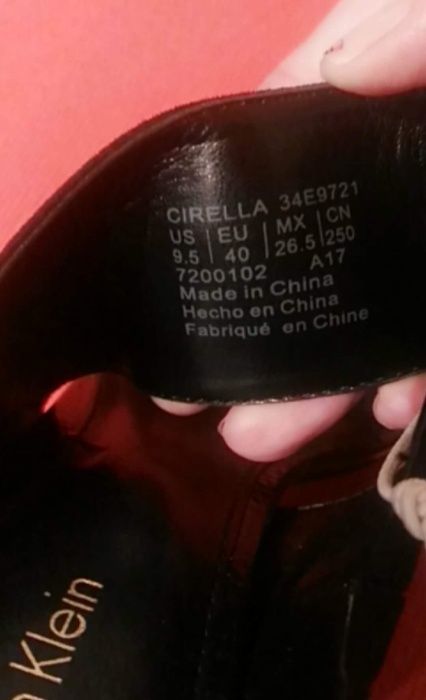 CIRELLA 34E9721
US | EU | MX | CN
9.5 | 40 | 26.5 | 250
7200102 A17
Made in China
Hecho en China
Fabriqué en Chine
Klein